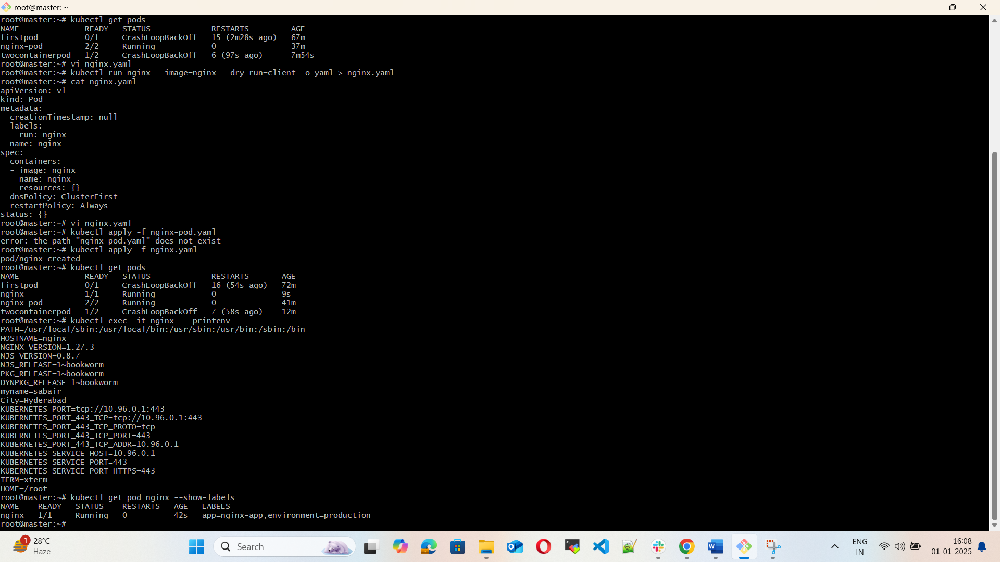 root@master: ~
root@master:~# kubectl get pods
NAME              READY   STATUS             RESTARTS         AGE
firstpod          0/1     CrashLoopBackOff   15 (2m28s ago)   67m
nginx-pod         2/2     Running            0                37m
twocontainerpod   1/2     CrashLoopBackOff   6 (97s ago)      7m54s
root@master:~# vi nginx.yaml
root@master:~# kubectl run nginx --image=nginx --dry-run=client -o yaml > nginx.yaml
root@master:~# cat nginx.yaml
apiVersion: v1
kind: Pod
metadata:
  creationTimestamp: null
  labels:
    run: nginx
  name: nginx
spec:
  containers:
  - image: nginx
    name: nginx
    resources: {}
  dnsPolicy: ClusterFirst
  restartPolicy: Always
status: {}
root@master:~# vi nginx.yaml
root@master:~# kubectl apply -f nginx-pod.yaml
error: the path "nginx-pod.yaml" does not exist
root@master:~# kubectl apply -f nginx.yaml
pod/nginx created
root@master:~# kubectl get pods
NAME              READY   STATUS             RESTARTS       AGE
firstpod          0/1     CrashLoopBackOff   16 (54s ago)   72m
nginx             1/1     Running            0              9s
nginx-pod         2/2     Running            0              41m
twocontainerpod   1/2     CrashLoopBackOff   7 (58s ago)    12m
root@master:~# kubectl exec -it nginx -- printenv
PATH=/usr/local/sbin:/usr/local/bin:/usr/sbin:/usr/bin:/sbin:/bin
HOSTNAME=nginx
NGINX_VERSION=1.27.3
NJS_VERSION=0.8.7
NJS_RELEASE=1~bookworm
PKG_RELEASE=1~bookworm
DYNPKG_RELEASE=1~bookworm
myname=sabair
City=Hyderabad
KUBERNETES_PORT=tcp://10.96.0.1:443
KUBERNETES_PORT_443_TCP=tcp://10.96.0.1:443
KUBERNETES_PORT_443_TCP_PROTO=tcp
KUBERNETES_PORT_443_TCP_PORT=443
KUBERNETES_PORT_443_TCP_ADDR=10.96.0.1
KUBERNETES_SERVICE_HOST=10.96.0.1
KUBERNETES_SERVICE_PORT=443
KUBERNETES_SERVICE_PORT_HTTPS=443
TERM=xterm
HOME=/root
root@master:~# kubectl get pod nginx --show-labels
NAME    READY   STATUS    RESTARTS   AGE   LABELS
nginx   1/1     Running   0          42s   app=nginx-app,environment=production
root@master:~#
1 28°C
Haze
Search
ENG
IN
16:08
01-01-2025